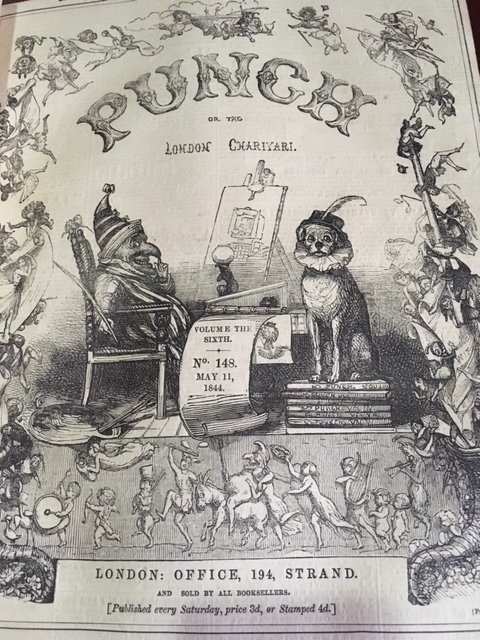 PUNCH
OR, THE
LONDON CHARIVARI.
VOLUME THE
SIXTH.
No. 148.
MAY 11,
1844.
LONDON: OFFICE, 194, STRAND.
AND SOLD BY ALL BOOKSELLERS.
[Published every Saturday, price 3d, or Stamped 4d.]